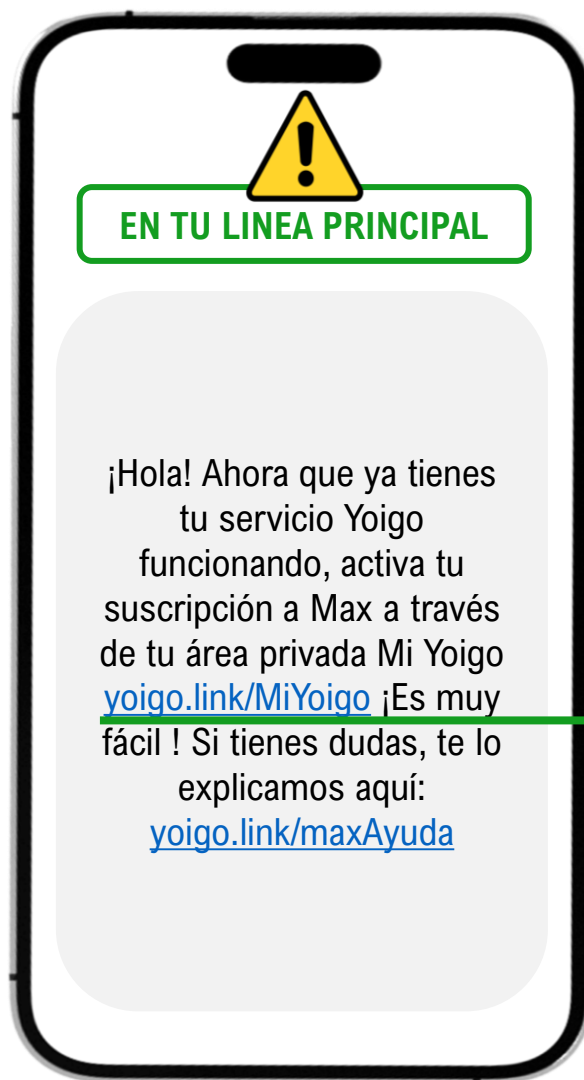 EN TU LINEA PRINCIPAL
¡Hola! Ahora que ya tienes
tu servicio Yoigo
funcionando, activa tu
suscripción a Max a través
de tu área privada Mi Yoigo
yoigo.link/MiYoigo ¡Es muy
fácil ! Si tienes dudas, te lo
explicamos aquí:
yoigo.link/maxAyuda